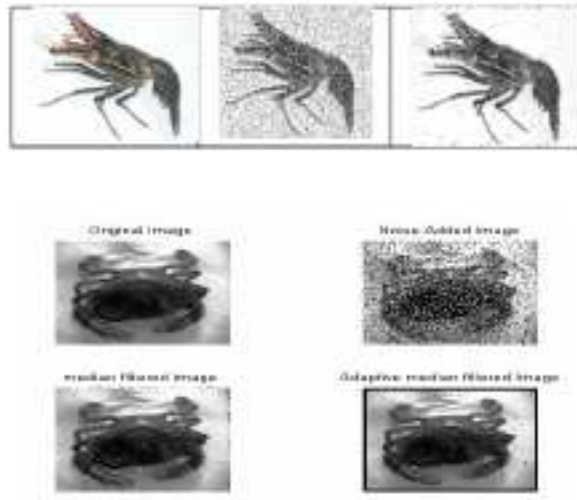 Original Image
Noise Added Image
median filtered image
Adaptive median filtered image